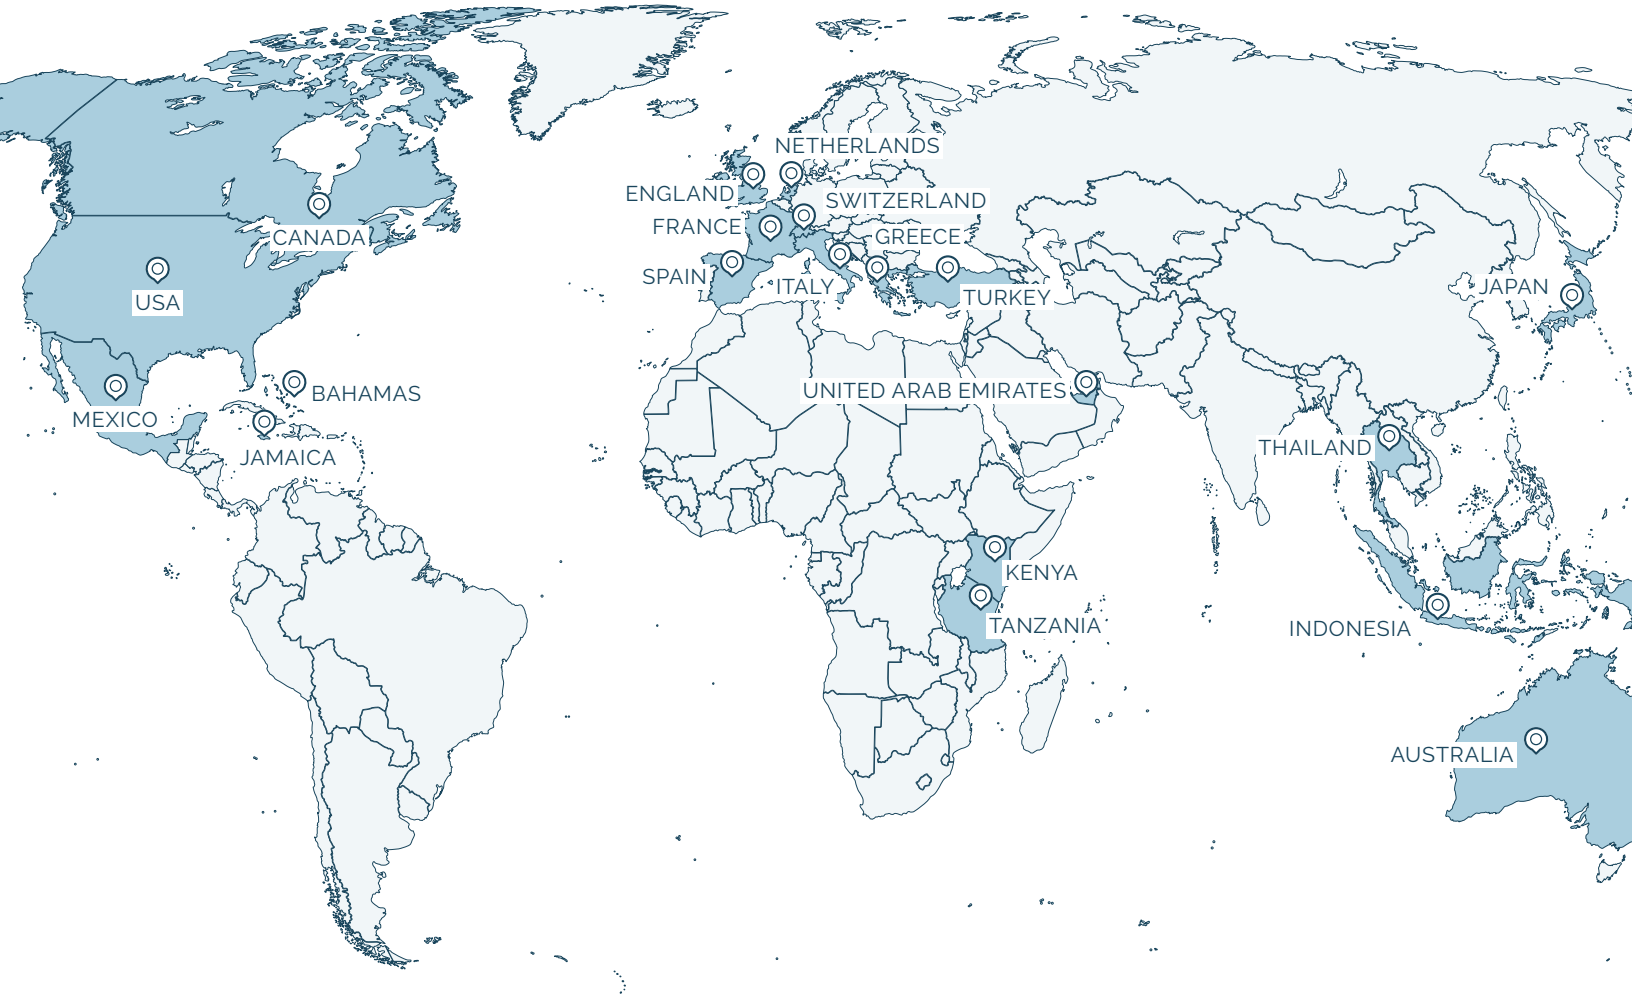 NETHERLANDS
ENGLAND
SWITZERLAND
FRANCE
GREECE
CANADA
SPAIN
ITALY
TURKEY
JAPAN
USA
UNITED ARAB EMIRATES
BAHAMAS
MEXICO
THAILAND
JAMAICA
KENYA
TANZANIA
INDONESIA
AUSTRALIA